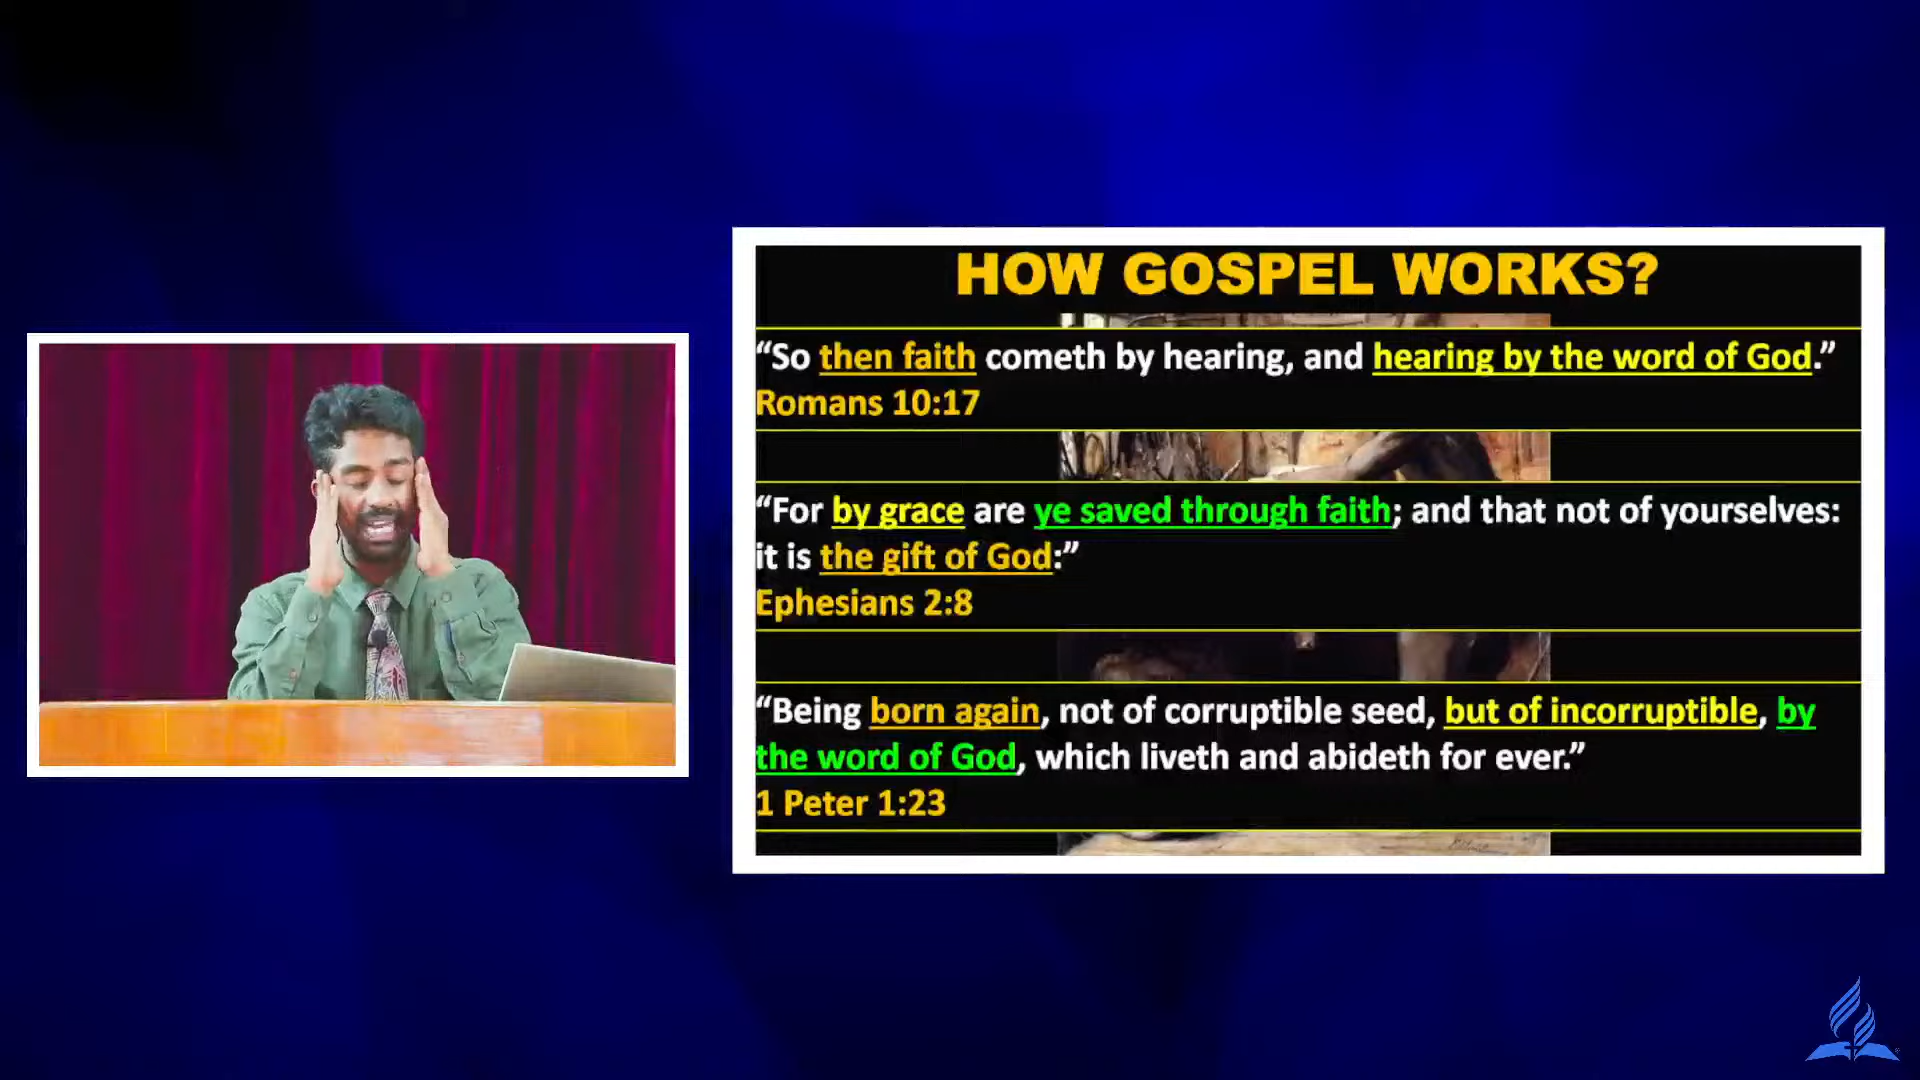 HOW GOSPEL WORKS?
“So then faith cometh by hearing, and hearing by the word of God.”
Romans 10:17
“For by grace are ye saved through faith; and that not of yourselves:
it is the gift of God:”
Ephesians 2:8
“Being born again, not of corruptible seed, but of incorruptible, by
the word of God, which liveth and abideth for ever.”
1 Peter 1:23